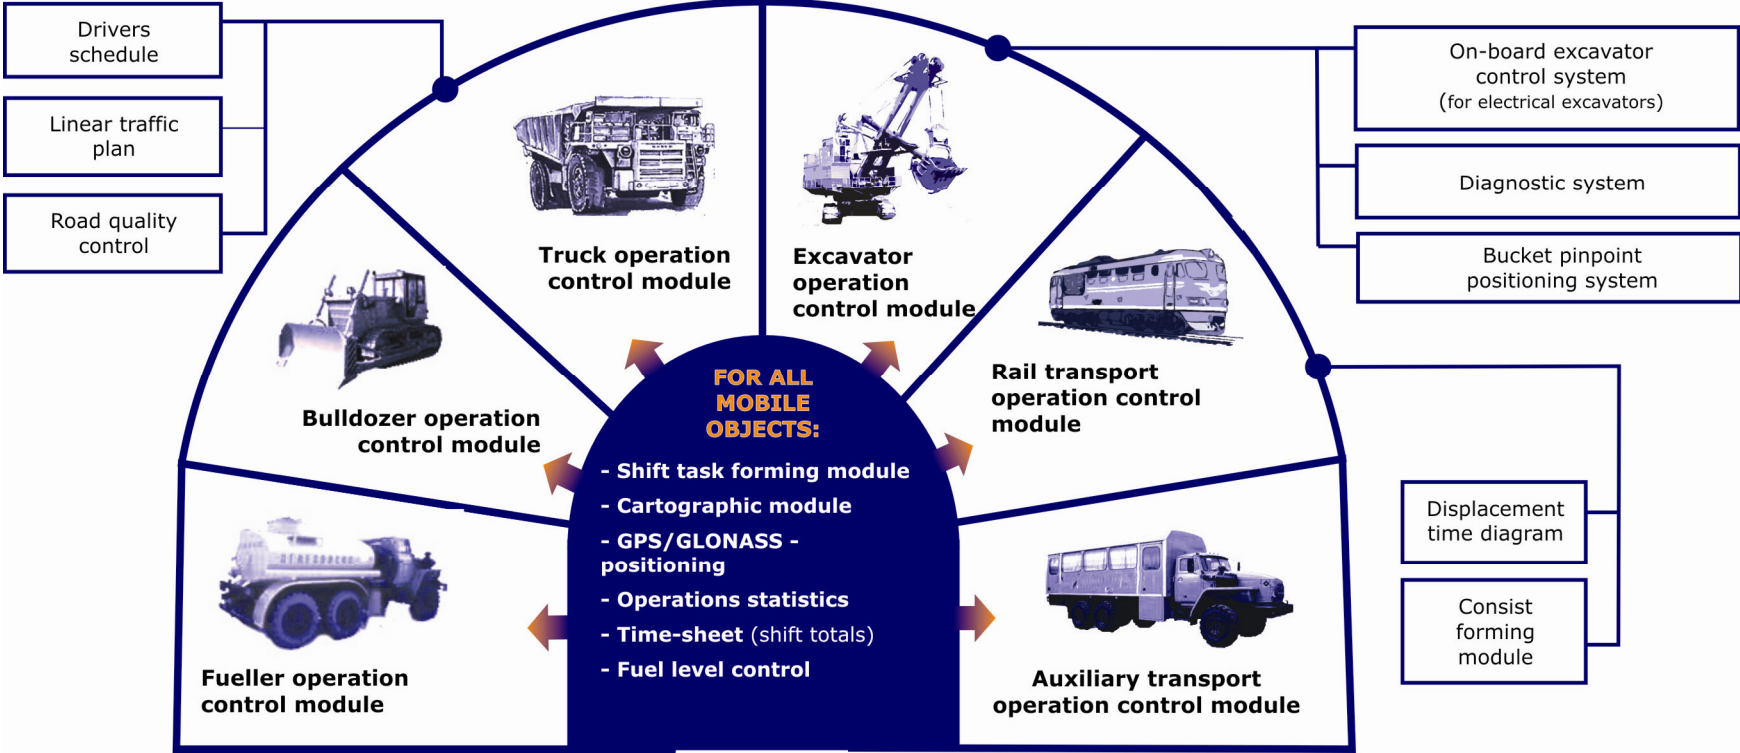 Drivers
schedule
Linear traffic
plan
Road quality
control
Truck operation
control module
Excavator
operation
control module
On-board excavator
control system
(for electrical excavators)
Diagnostic system
Bucket pinpoint
positioning system
Bulldozer operation
control module
Rail transport
operation control
module
FOR ALL
MOBILE
OBJECTS:
- Shift task forming module
- Cartographic module
- GPS/GLONASS -
positioning
- Operations statistics
- Time-sheet (shift totals)
- Fuel level control
Fueller operation
control module
Auxiliary transport
operation control module
Displacement
time diagram
Consist
forming
module